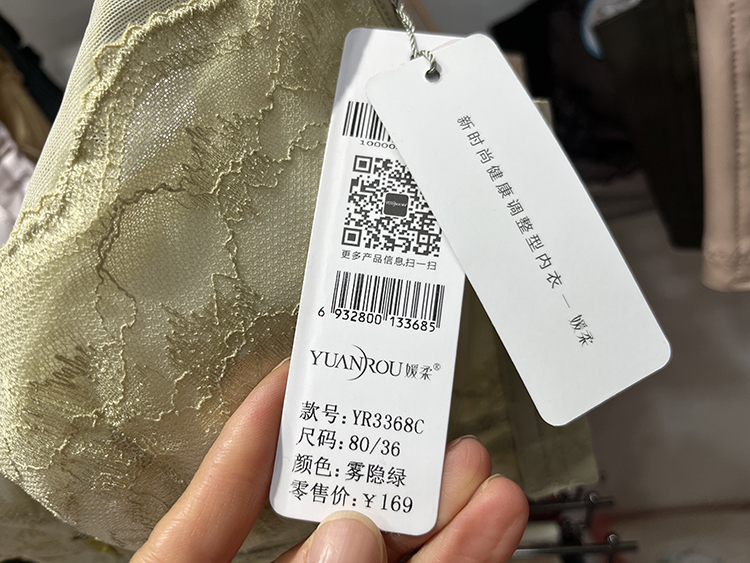 更多产品信息扫一扫
6 932800 133685
YUANROU 媛柔®
款号:YR3368C
尺码:80/36
颜色:雾隐绿
零售价:¥169
新时尚健康调整型内衣—媛柔